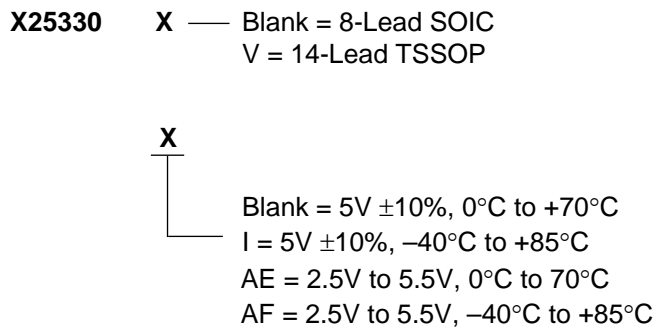 X25330 X Blank = 8-Lead SOIC
V = 14-Lead TSSOP
X
Blank = 5V ±10%, 0°C to +70°C
I = 5V ±10%, –40°C to +85°C
AE = 2.5V to 5.5V, 0°C to 70°C
AF = 2.5V to 5.5V, –40°C to +85°C